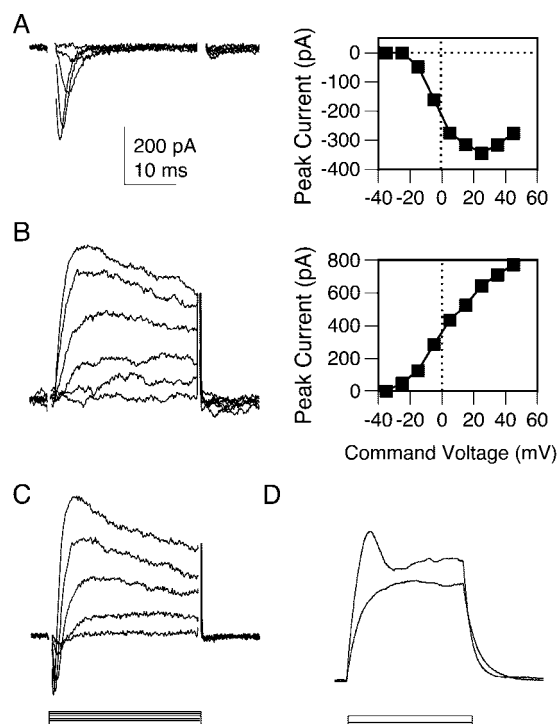 A
200 pA
10 ms
Peak Current (pA)
0
-100
-200
-300
-400
-40 -20 0 20 40 60
B
Peak Current (pA)
800
600
400
200
0
-40 -20 0 20 40 60
Command Voltage (mV)
C
D